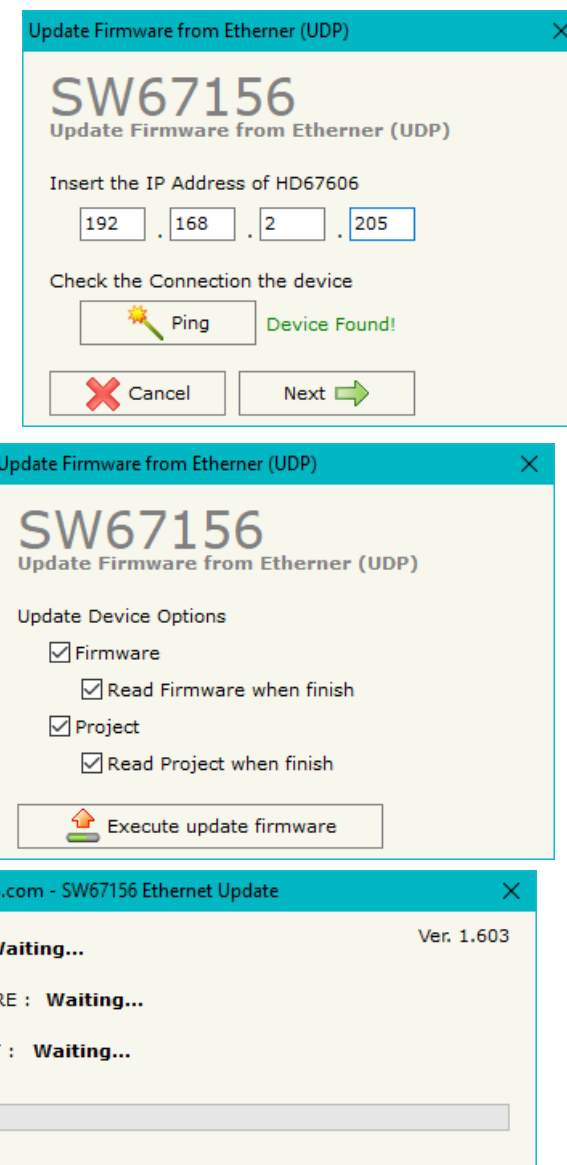 Update Firmware from Etherner (UDP)
SW67156
Update Firmware from Etherner (UDP)
Insert the IP Address of HD67606
192 . 168 . 2 . 205
Check the Connection the device
Ping Device Found!
Cancel Next
Update Firmware from Etherner (UDP)
SW67156
Update Firmware from Etherner (UDP)
Update Device Options
Firmware
Read Firmware when finish
Project
Read Project when finish
Execute update firmware
.com - SW67156 Ethernet Update
Ver. 1.603
Waiting...
RE : Waiting...
: Waiting...